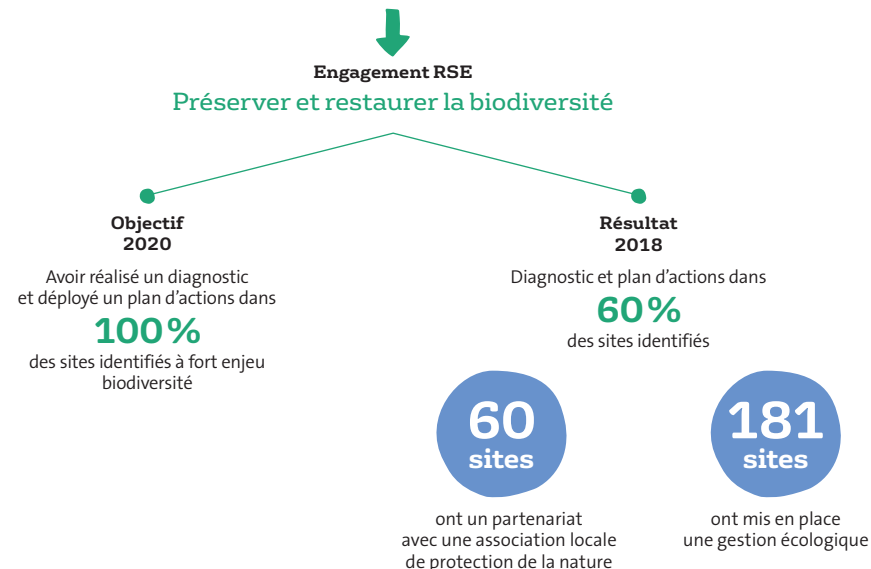 Engagement RSE
Préserver et restaurer la biodiversité
Objectif
2020
Avoir réalisé un diagnostic
et déployé un plan d’actions dans
100 %
des sites identifiés à fort enjeu
biodiversité
Résultat
2018
Diagnostic et plan d’actions dans
60 %
des sites identifiés
60
sites
ont un partenariat
avec une association locale
de protection de la nature
181
sites
ont mis en place
une gestion écologique